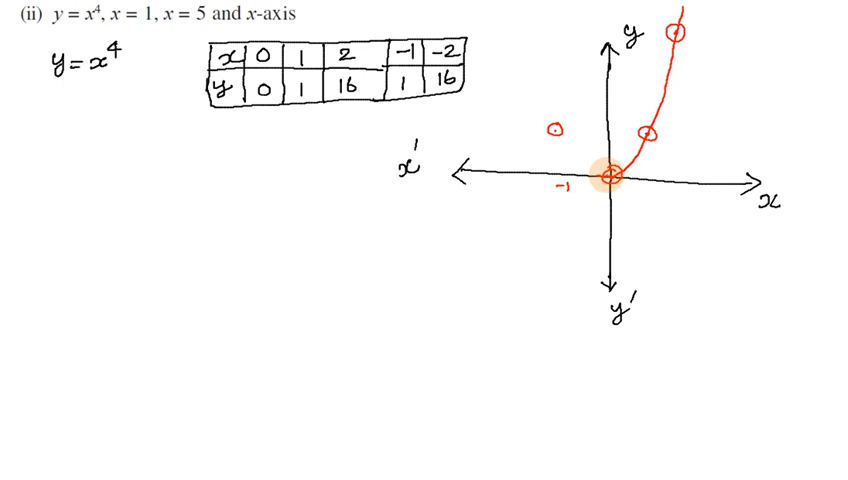 (ii) y = x⁴, x = 1, x = 5 and x-axis
y = x⁴
x 0 1 2 -1 -2
y 0 1 16 1 16
y
x'
-1
x
y'